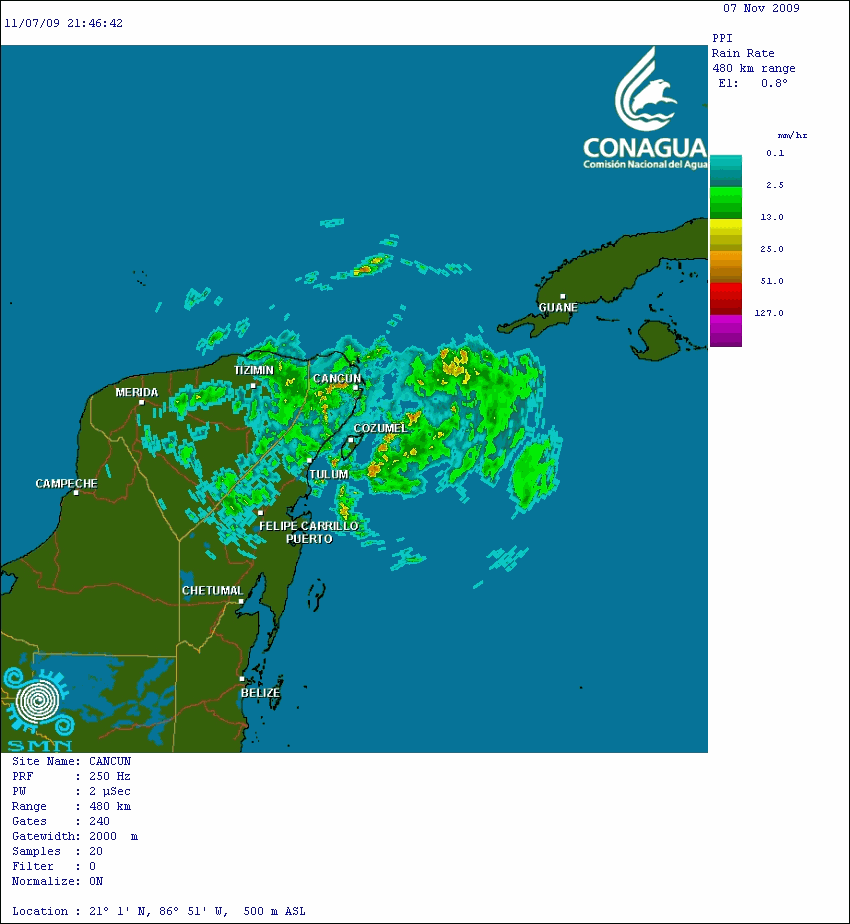 07 Nov 2009
11/07/09 21:46:42
PPI
Rain Rate
480 km range
El:   0.8°
CONAGUA
Comisión Nacional del Agua
mm/hr
0.1
2.5
13.0
25.0
51.0
127.0
GUANE
TIZIMIN
CANCUN
MERIDA
COZUMEL
TULUM
CAMPECHE
FELIPE CARRILLO
PUERTO
CHETUMAL
BELIZE
SMN
Site Name: CANCUN
PRF      : 250 Hz
PW       : 2 µSec
Range    : 480 km
Gates    : 240
Gatewidth: 2000  m
Samples  : 20
Filter   : 0
Normalize: ON
Location : 21° 1' N, 86° 51' W,  500 m ASL